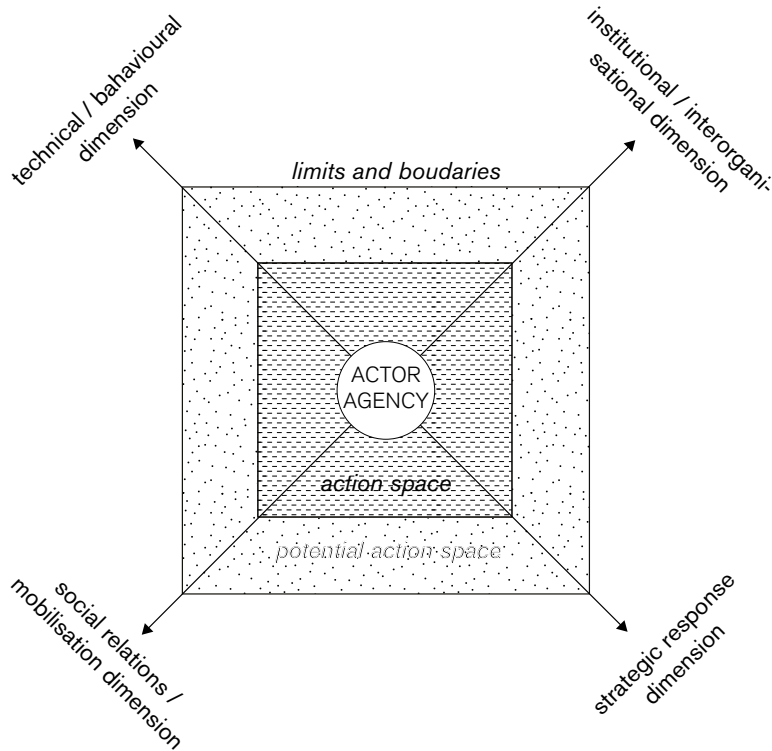 technical / bahavioural
dimension
institutional / interorgani-
sational dimension
limits and boudaries
ACTOR
AGENCY
action space
potential action space
social relations /
mobilisation dimension
strategic response
dimension